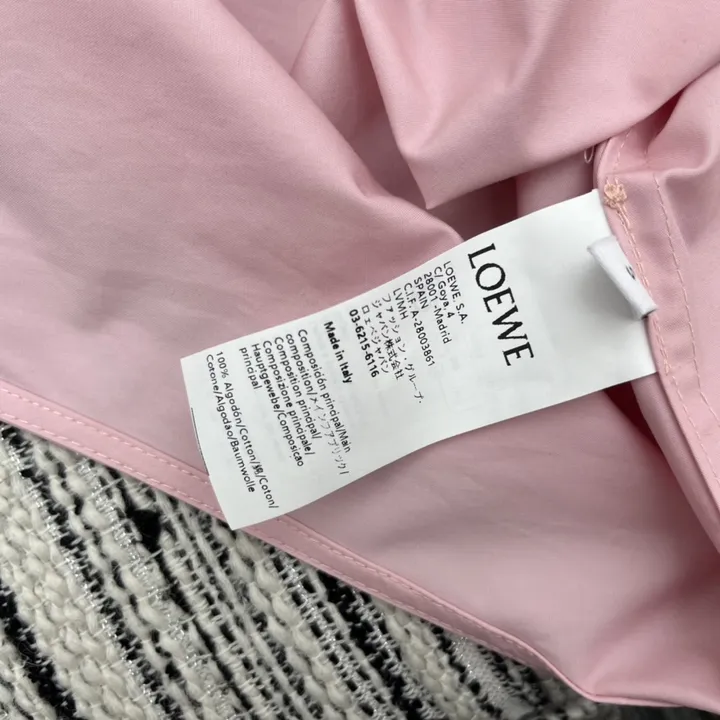 LOEWE
LOEWE, S.A.
C/ Goya, 4
28001 -Madrid
SPAIN
C.I.F. A-28003861
LVMH
ファッション・グループ・
ジャパン株式会社
ロエベジャパン
03-6215-6116
Made in Italy
Composición principal/Main
composition/メインファブリック/
Composition principale/
Composizione principale/
Hauptgewebe/Composição
principal
100% Algodón/Cotton/綿/Coton/
Cotone/Algodao/Baumwolle